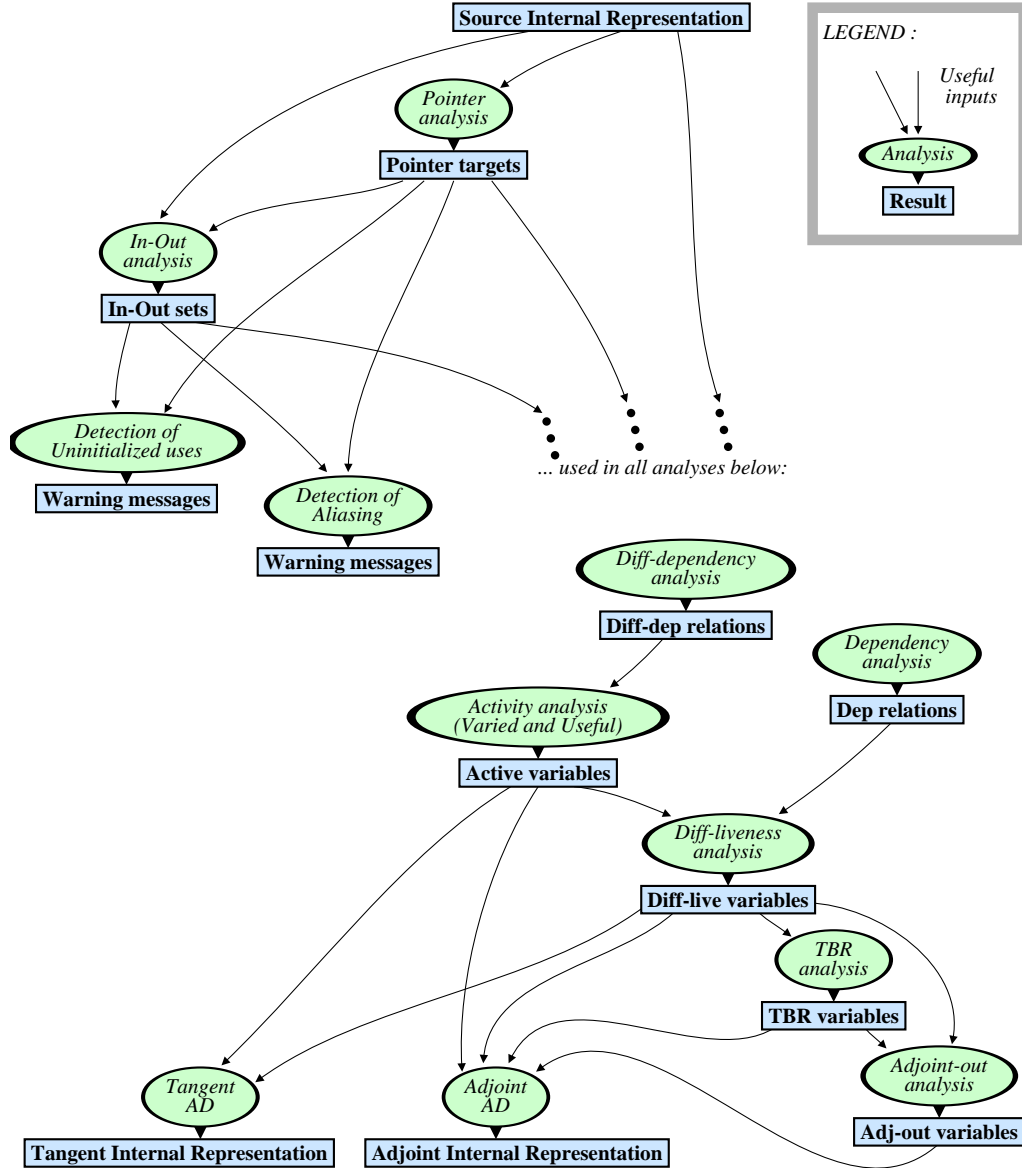 Source Internal Representation
LEGEND :
Useful
inputs
Analysis
Result
Pointer
analysis
Pointer targets
In-Out
analysis
In-Out sets
Detection of
Uninitialized uses
Warning messages
Detection of
Aliasing
Warning messages
... used in all analyses below:
Diff-dependency
analysis
Diff-dep relations
Dependency
analysis
Dep relations
Activity analysis
(Varied and Useful)
Active variables
Diff-liveness
analysis
Diff-live variables
TBR
analysis
TBR variables
Adjoint-out
analysis
Adj-out variables
Tangent
AD
Tangent Internal Representation
Adjoint
AD
Adjoint Internal Representation